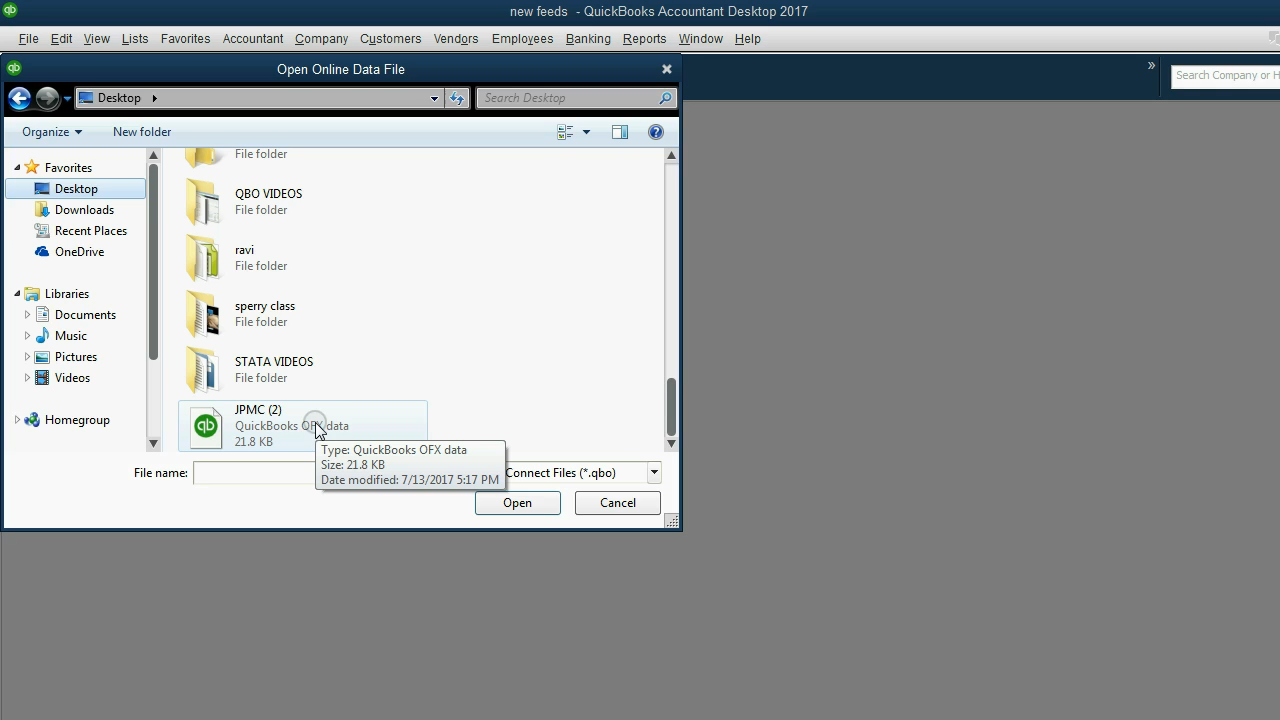 new feeds - QuickBooks Accountant Desktop 2017
File Edit View Lists Favorites Accountant Company Customers Vendors Employees Banking Reports Window Help
Open Online Data File
Desktop
Search Desktop
Search Company or H
Organize
New folder
Favorites
Desktop
Downloads
Recent Places
OneDrive
Libraries
Documents
Music
Pictures
Videos
Homegroup
File folder
QBO VIDEOS
File folder
ravi
File folder
sperry class
File folder
STATA VIDEOS
File folder
JPMC (2)
QuickBooks OFX data
21.8 KB
Type: QuickBooks OFX data
Size: 21.8 KB
Date modified: 7/13/2017 5:17 PM
File name:
Connect Files (*.qbo)
Open
Cancel